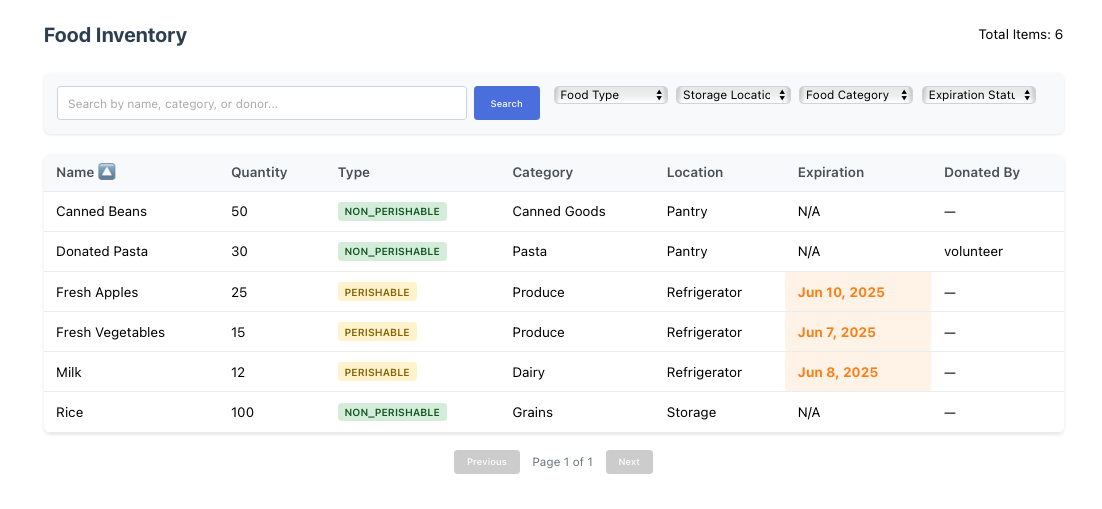 Food Inventory
Total Items: 6
Search by name, category, or donor...
Search
Food Type
Storage Locatic
Food Category
Expiration Statu
Name Quantity Type Category Location Expiration Donated By
Canned Beans 50 NON_PERISHABLE Canned Goods Pantry N/A —
Donated Pasta 30 NON_PERISHABLE Pasta Pantry N/A volunteer
Fresh Apples 25 PERISHABLE Produce Refrigerator Jun 10, 2025 —
Fresh Vegetables 15 PERISHABLE Produce Refrigerator Jun 7, 2025 —
Milk 12 PERISHABLE Dairy Refrigerator Jun 8, 2025 —
Rice 100 NON_PERISHABLE Grains Storage N/A —
Previous Page 1 of 1 Next